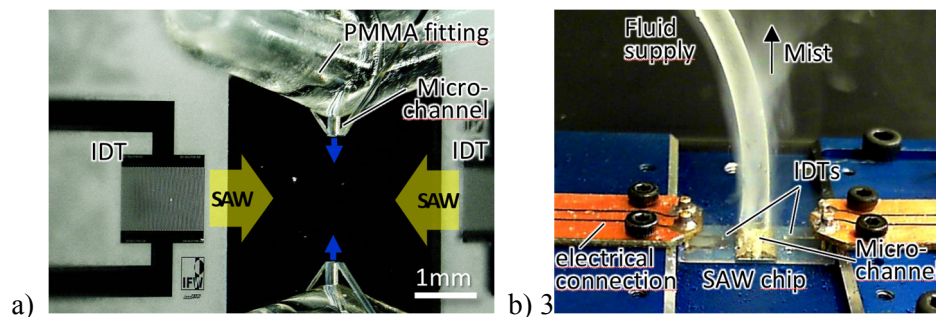 PMMA fitting
Micro-
channel
IDT
IDT
SAW
SAW
IFW
1mm
a)
Fluid
supply
Mist
IDTs
electrical
connection
SAW chip
Micro-
channel
b) 3